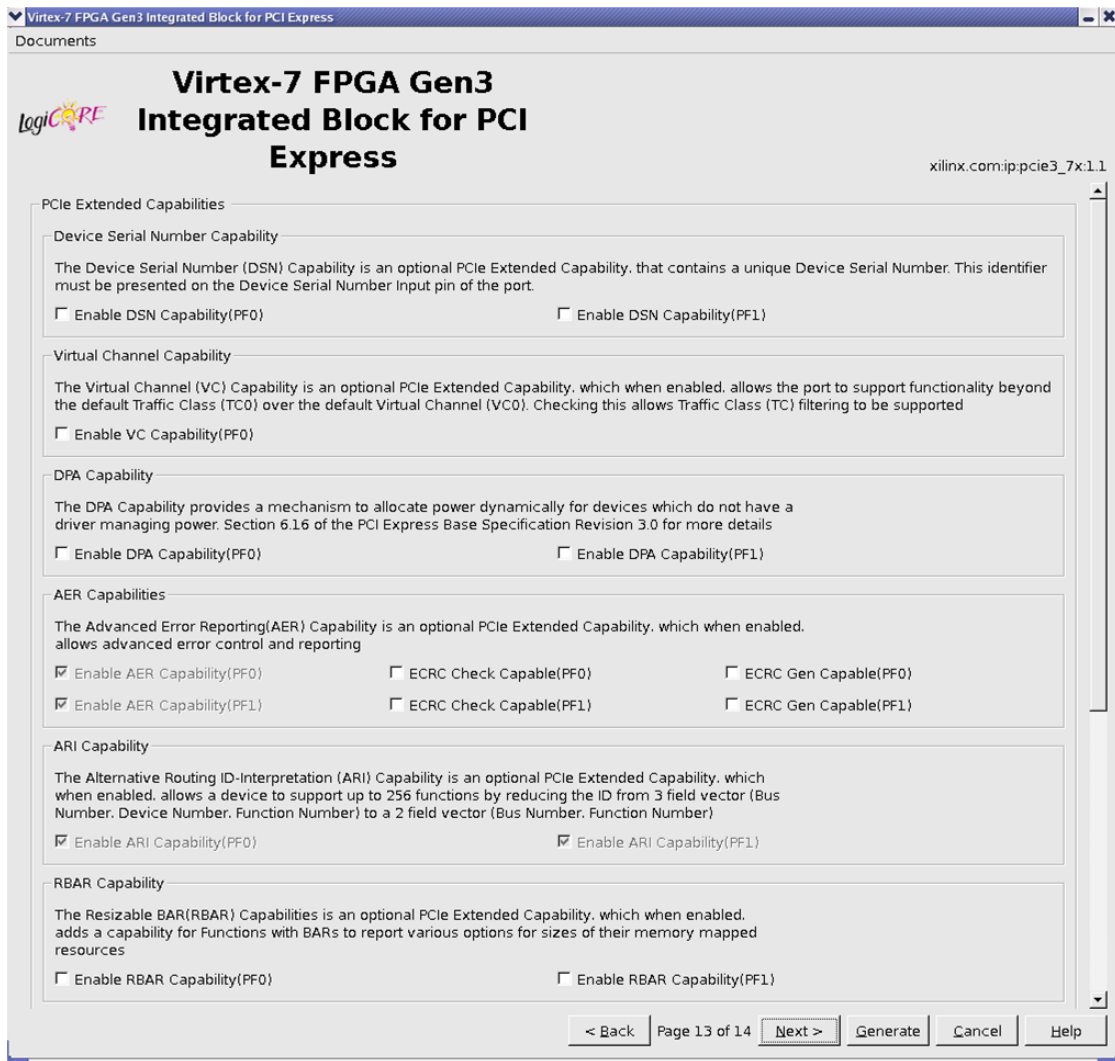 Virtex-7 FPGA Gen3 Integrated Block for PCI Express
Documents
LogiCORE
Virtex-7 FPGA Gen3
Integrated Block for PCI
Express
xilinx.com:ip:pcie3_7x:1.1
PCIe Extended Capabilities
Device Serial Number Capability
The Device Serial Number (DSN) Capability is an optional PCIe Extended Capability. that contains a unique Device Serial Number. This identifier
must be presented on the Device Serial Number Input pin of the port.
Enable DSN Capability(PF0) Enable DSN Capability(PF1)
Virtual Channel Capability
The Virtual Channel (VC) Capability is an optional PCIe Extended Capability. which when enabled. allows the port to support functionality beyond
the default Traffic Class (TC0) over the default Virtual Channel (VC0). Checking this allows Traffic Class (TC) filtering to be supported
Enable VC Capability(PF0)
DPA Capability
The DPA Capability provides a mechanism to allocate power dynamically for devices which do not have a
driver managing power. Section 6.16 of the PCI Express Base Specification Revision 3.0 for more details
Enable DPA Capability(PF0) Enable DPA Capability(PF1)
AER Capabilities
The Advanced Error Reporting(AER) Capability is an optional PCIe Extended Capability. which when enabled.
allows advanced error control and reporting
Enable AER Capability(PF0) ECRC Check Capable(PF0) ECRC Gen Capable(PF0)
Enable AER Capability(PF1) ECRC Check Capable(PF1) ECRC Gen Capable(PF1)
ARI Capability
The Alternative Routing ID-Interpretation (ARI) Capability is an optional PCIe Extended Capability. which
when enabled. allows a device to support up to 256 functions by reducing the ID from 3 field vector (Bus
Number. Device Number. Function Number) to a 2 field vector (Bus Number. Function Number)
Enable ARI Capability(PF0) Enable ARI Capability(PF1)
RBAR Capability
The Resizable BAR(RBAR) Capabilities is an optional PCIe Extended Capability. which when enabled.
adds a capability for Functions with BARs to report various options for sizes of their memory mapped
resources
Enable RBAR Capability(PF0) Enable RBAR Capability(PF1)
< Back Page 13 of 14 Next > Generate Cancel Help